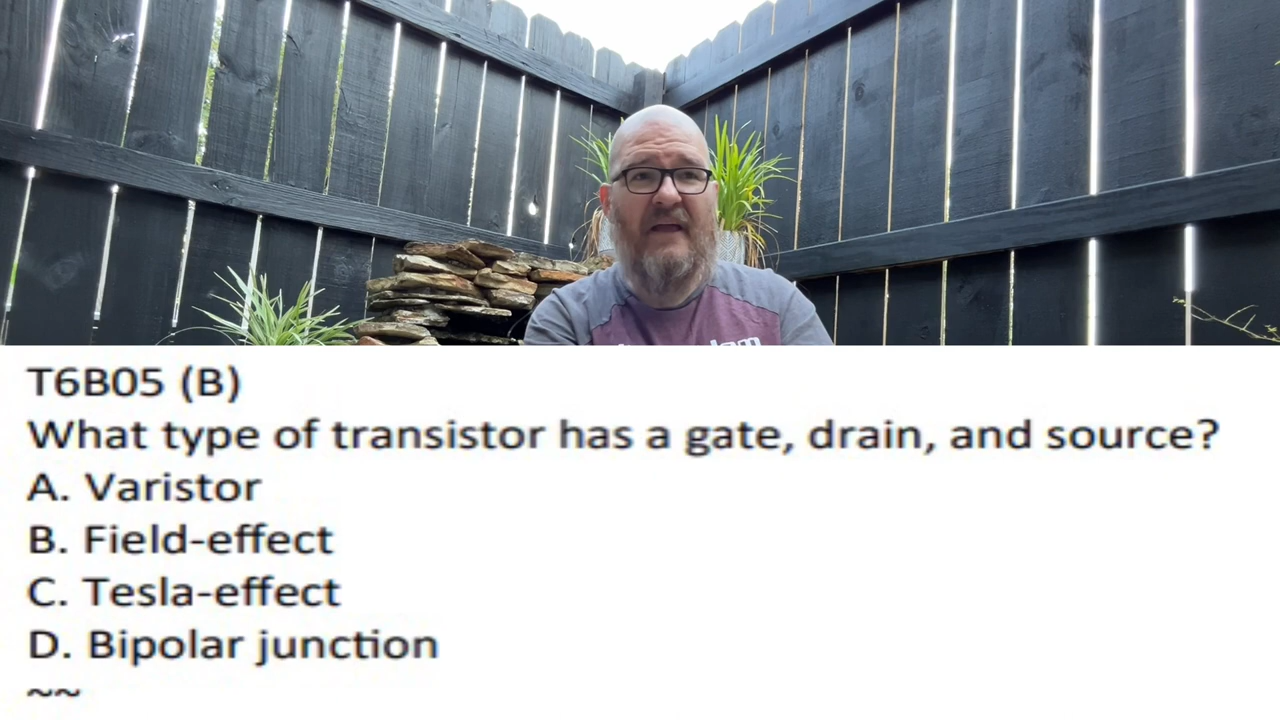 T6B05 (B)
What type of transistor has a gate, drain, and source?
A. Varistor
B. Field-effect
C. Tesla-effect
D. Bipolar junction
~~